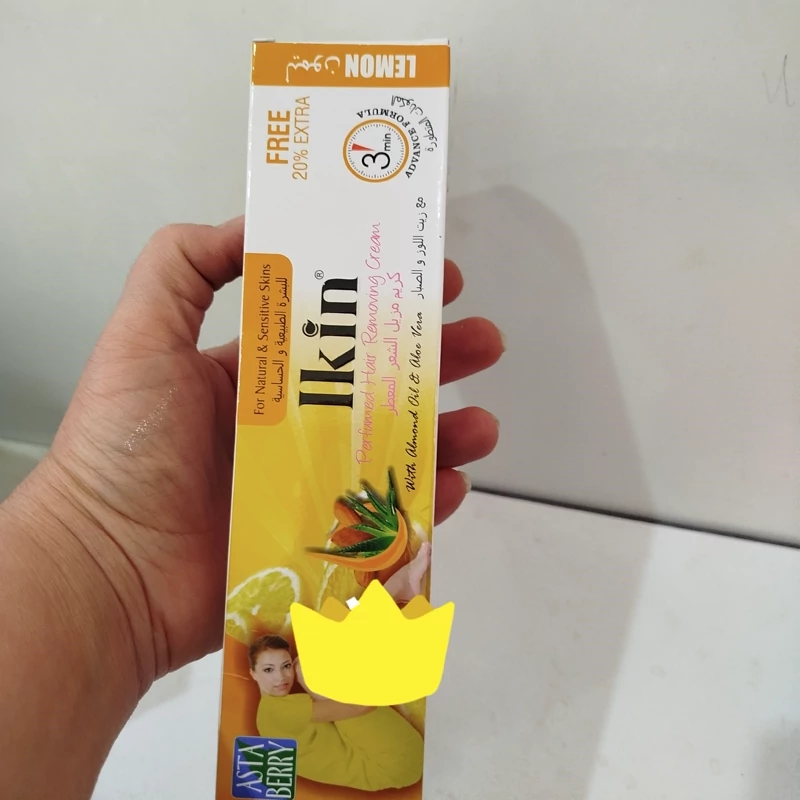 LEMON ليمون
FREE
20% EXTRA
ADVANCE FORMULA
3 min
For Natural & Sensitive Skins
للبشرة الطبيعية و الحساسية
Ikin®
Perfumed Hair Removing Cream
كريم مزيل الشعر المعطر
With Almond Oil & Aloe Vera مع زيت اللوز و الصبار
ASTA
BERRY